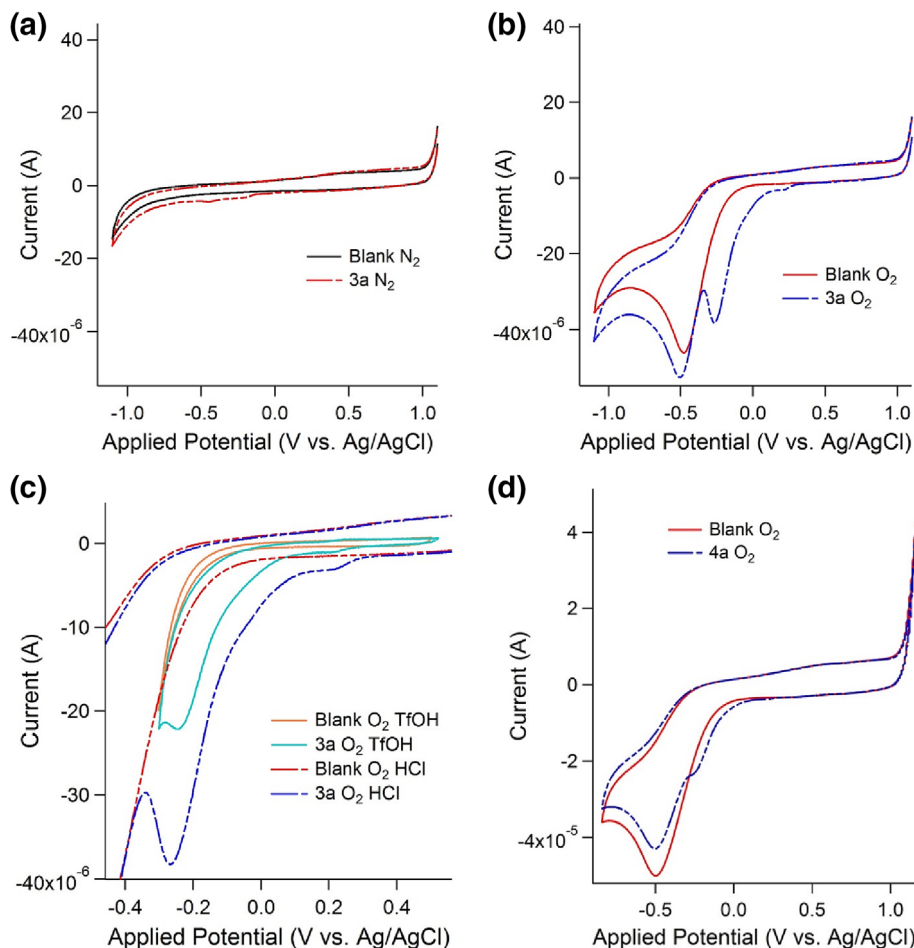 (a)
40
20
0
-20
-40x10⁻⁶
Current (A)
Blank N₂
3a N₂
-1.0 -0.5 0.0 0.5 1.0
Applied Potential (V vs. Ag/AgCl)
(b)
40
20
0
-20
-40x10⁻⁶
Current (A)
Blank O₂
3a O₂
-1.0 -0.5 0.0 0.5 1.0
Applied Potential (V vs. Ag/AgCl)
(c)
0
-10
-20
-30
-40x10⁻⁶
Current (A)
Blank O₂ TfOH
3a O₂ TfOH
Blank O₂ HCl
3a O₂ HCl
-0.4 -0.2 0.0 0.2 0.4
Applied Potential (V vs. Ag/AgCl)
(d)
4
2
0
-2
-4x10⁻⁵
Current (A)
Blank O₂
4a O₂
-0.5 0.0 0.5 1.0
Applied Potential (V vs. Ag/AgCl)